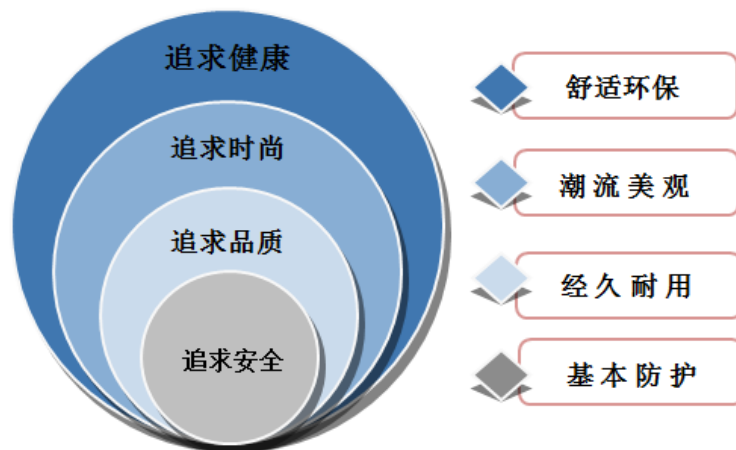 追求健康
追求时尚
追求品质
追求安全
舒适环保
潮流美观
经久耐用
基本防护